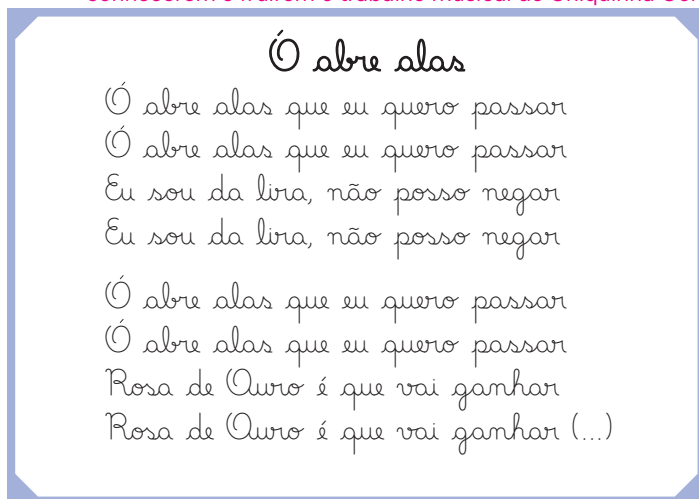 Ó abre alas
Ó abre alas que eu quero passar
Ó abre alas que eu quero passar
Eu sou da lira, não posso negar
Eu sou da lira, não posso negar
Ó abre alas que eu quero passar
Ó abre alas que eu quero passar
Rosa de Ouro é que vai ganhar
Rosa de Ouro é que vai ganhar (...)